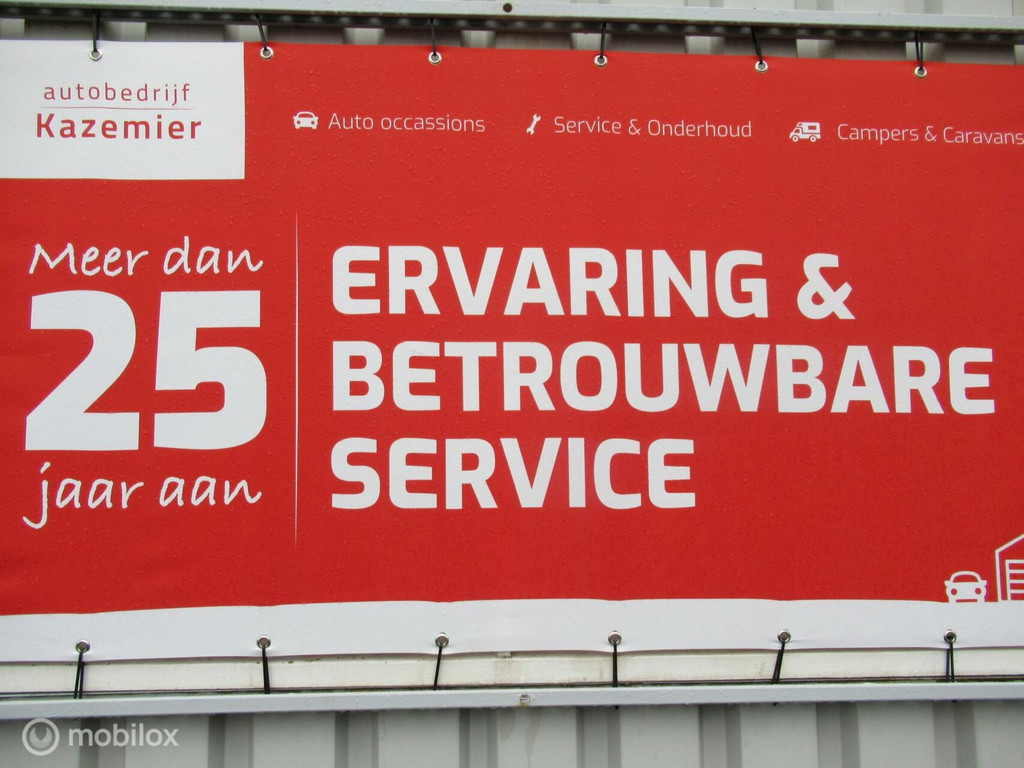 autobedrijf
Kazemier
Auto occassions
Service & Onderhoud
Campers & Caravans
Meer dan
25
jaar aan
ERVARING &
BETROUWBARE
SERVICE
mobilox